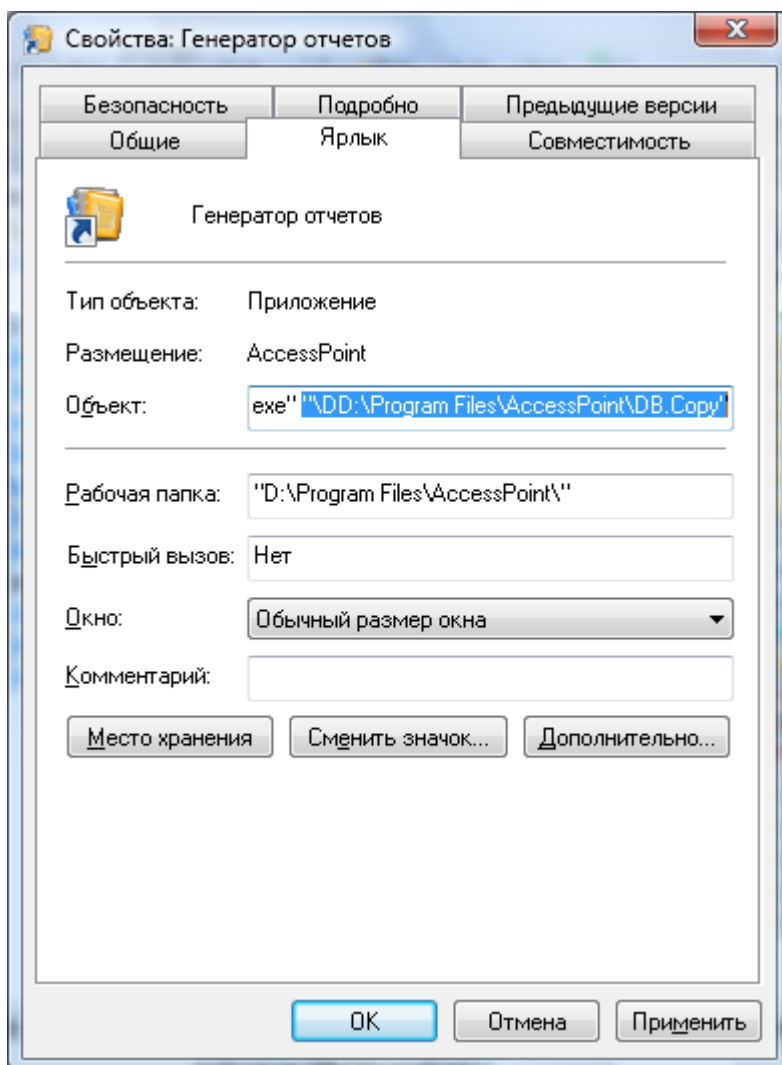 Свойства: Генератор отчетов
Безопасность Подробно Предыдущие версии
Общие Ярлык Совместимость
Генератор отчетов
Тип объекта: Приложение
Размещение: AccessPoint
Объект: exe" "\DD:\Program Files\AccessPoint\DB.Copy"
Рабочая папка: "D:\Program Files\AccessPoint\"
Быстрый вызов: Нет
Окно: Обычный размер окна
Комментарий:
Место хранения Сменить значок... Дополнительно...
OK Отмена Применить